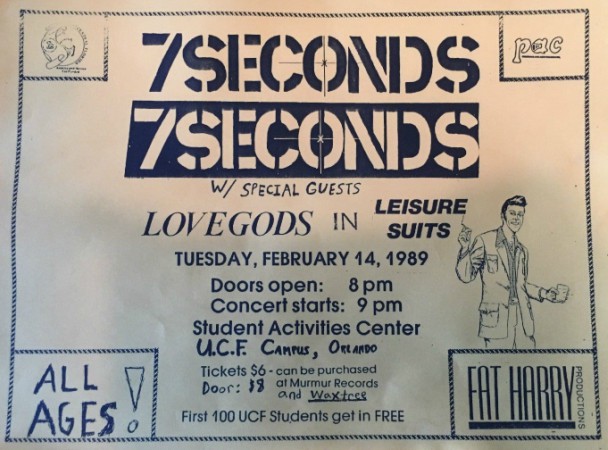 pac
7SECONDS
7SECONDS
W/ SPECIAL GUESTS
LOVEGODS IN LEISURE SUITS
TUESDAY, FEBRUARY 14, 1989
Doors open: 8 pm
Concert starts: 9 pm
Student Activities Center
U.C.F. CAMPUS, ORLANDO
Tickets $6 - can be purchased
Door: $8 at Murmur Records
and Waxtree
First 100 UCF Students get in FREE
ALL
AGES!
FAT HARRY
PRODUCTIONS